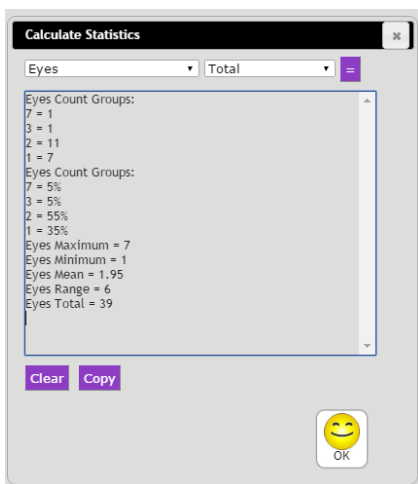 Calculate Statistics
Eyes Total =
Eyes Count Groups:
7 = 1
3 = 1
2 = 11
1 = 7
Eyes Count Groups:
7 = 5%
3 = 5%
2 = 55%
1 = 35%
Eyes Maximum = 7
Eyes Minimum = 1
Eyes Mean = 1.95
Eyes Range = 6
Eyes Total = 39
Clear Copy
OK